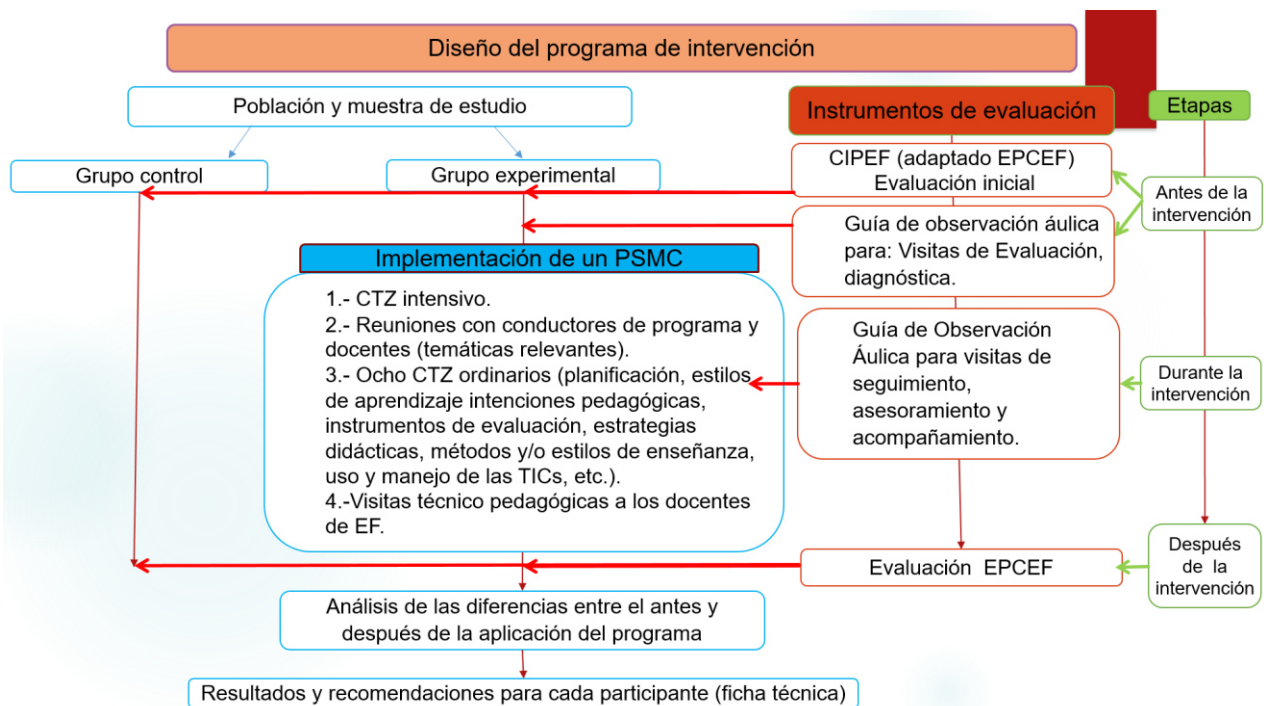 Diseño del programa de intervención
Población y muestra de estudio
Grupo control
Grupo experimental
Implementación de un PSMC
1.- CTZ intensivo.
2.- Reuniones con conductores de programa y
docentes (temáticas relevantes).
3.- Ocho CTZ ordinarios (planificación, estilos
de aprendizaje intenciones pedagógicas,
instrumentos de evaluación, estrategias
didácticas, métodos y/o estilos de enseñanza,
uso y manejo de las TICs, etc.).
4.-Visitas técnico pedagógicas a los docentes
de EF.
Análisis de las diferencias entre el antes y
después de la aplicación del programa
Resultados y recomendaciones para cada participante (ficha técnica)
Instrumentos de evaluación
CIPEF (adaptado EPCEF)
Evaluación inicial
Guía de observación áulica
para: Visitas de Evaluación,
diagnóstica.
Guía de Observación
Áulica para visitas de
seguimiento,
asesoramiento y
acompañamiento.
Evaluación EPCEF
Etapas
Antes de la
intervención
Durante la
intervención
Después
de la
intervención